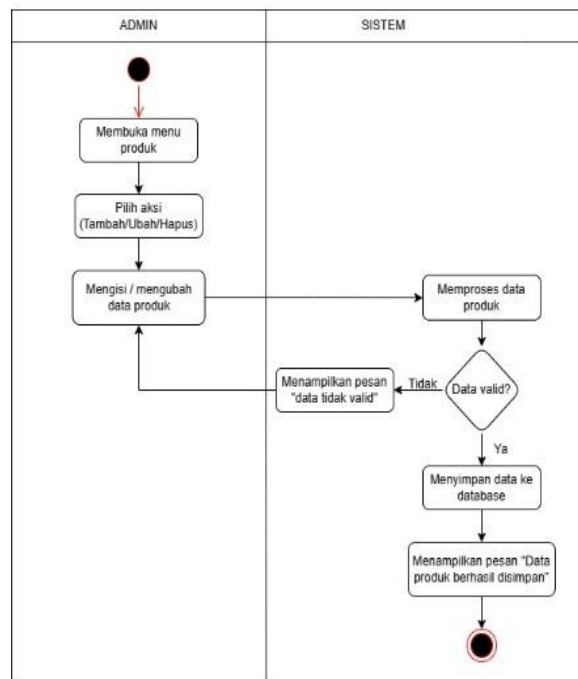 ADMIN
SISTEM
Membuka menu
produk
Pilih aksi
(Tambah/Ubah/Hapus)
Mengisi / mengubah
data produk
Memproses data
produk
Data valid?
Tidak
Menampilkan pesan
"data tidak valid"
Ya
Menyimpan data ke
database
Menampilkan pesan "Data
produk berhasil disimpan"